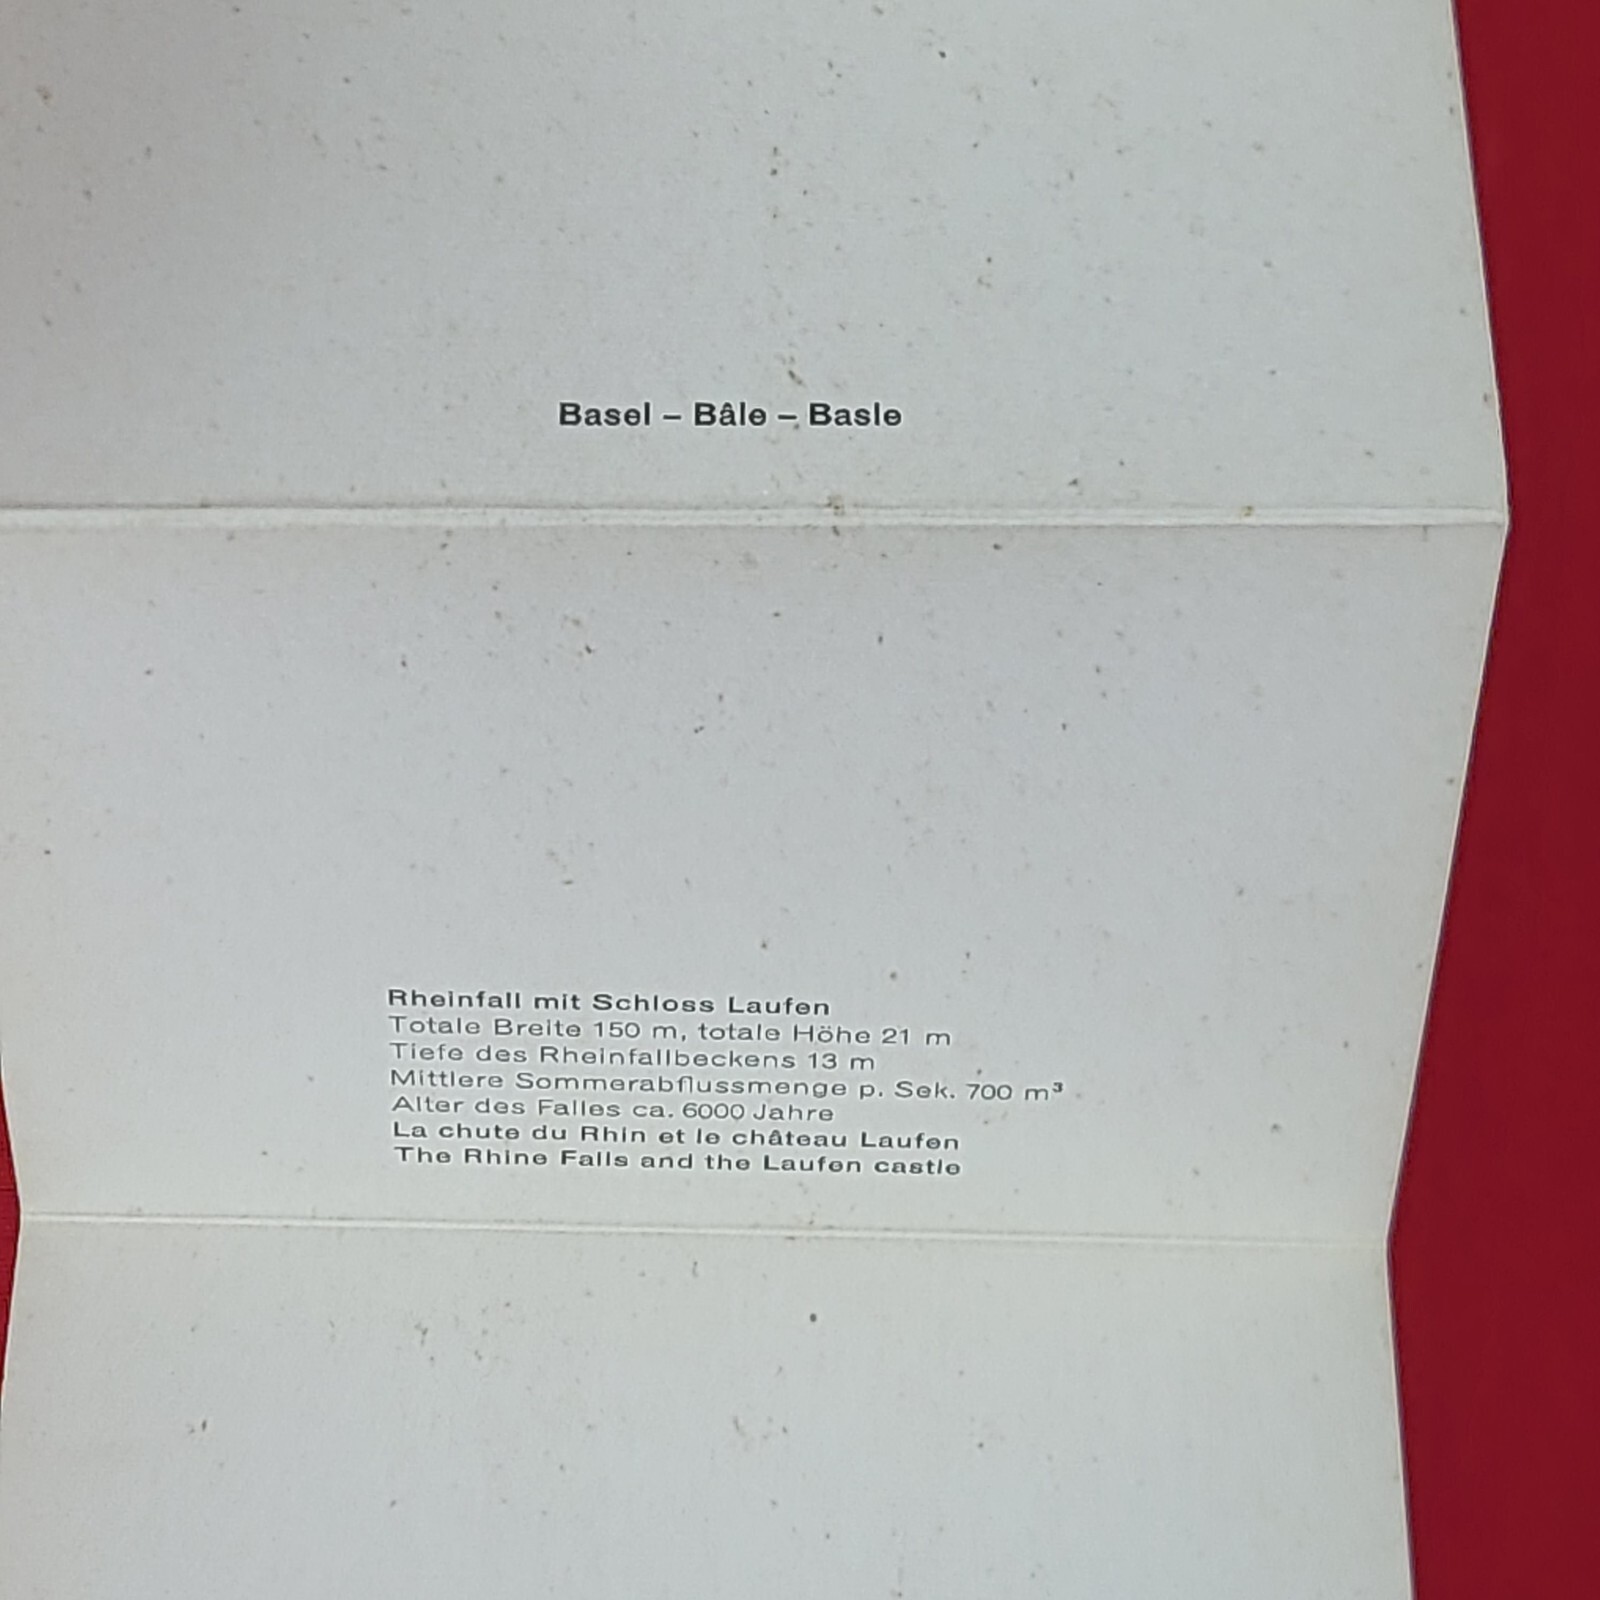 Basel – Bâle – Basle
Rheinfall mit Schloss Laufen
Totale Breite 150 m, totale Höhe 21 m
Tiefe des Rheinfallbeckens 13 m
Mittlere Sommerabflussmenge p. Sek. 700 m³
Alter des Falles ca. 6000 Jahre
La chute du Rhin et le château Laufen
The Rhine Falls and the Laufen castle